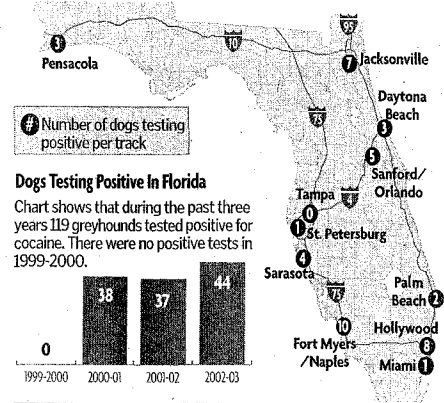 95
3
10
Pensacola
7 Jacksonville
Daytona
Beach
3
# Number of dogs testing
positive per track
75
5
Sanford/
Orlando
Dogs Testing Positive In Florida
Chart shows that during the past three
years 119 greyhounds tested positive for
cocaine. There were no positive tests in
1999-2000.
Tampa
0
4
1 St. Petersburg
4
Sarasota
75
Palm
Beach 2
10
Fort Myers
/Naples
Hollywood
8
Miami 1
0
38
37
44
1999-2000 2000-01 2001-02 2002-03